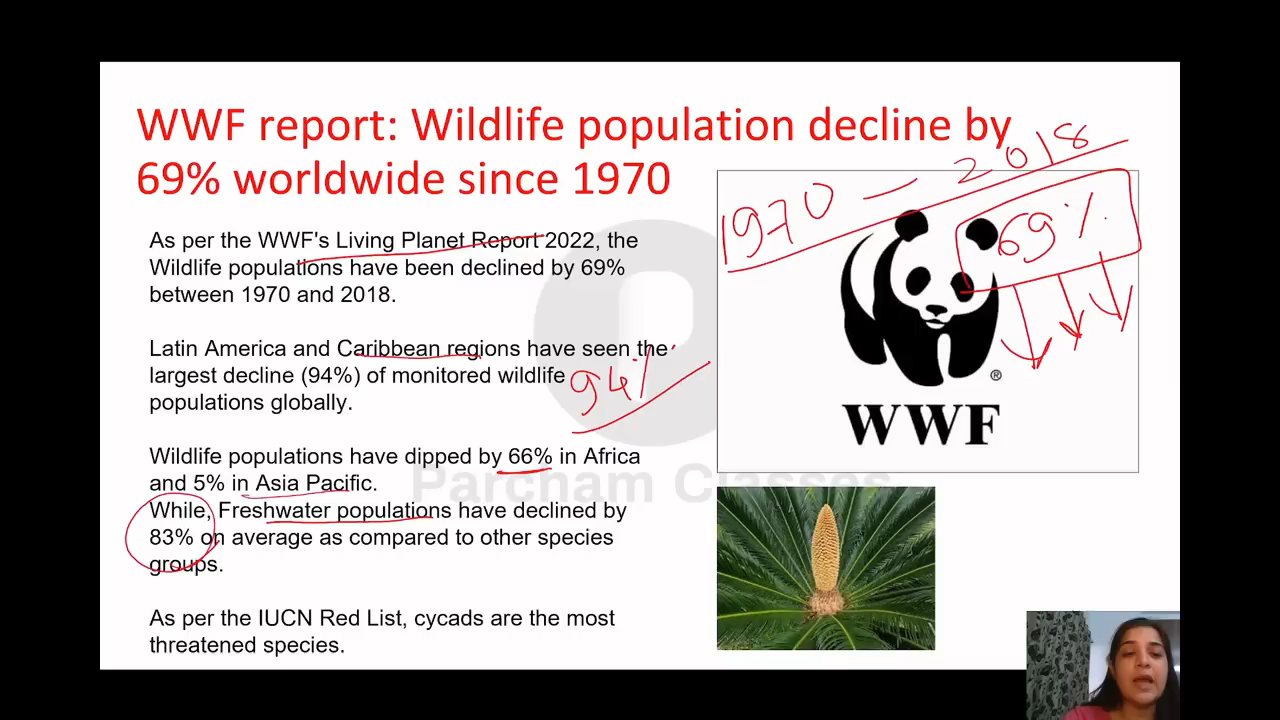 WWF report: Wildlife population decline by
69% worldwide since 1970
1970 – 2018
69%
As per the WWF's Living Planet Report 2022, the
Wildlife populations have been declined by 69%
between 1970 and 2018.
Latin America and Caribbean regions have seen the
largest decline (94%) of monitored wildlife
populations globally.
94%
Wildlife populations have dipped by 66% in Africa
and 5% in Asia Pacific.
While, Freshwater populations have declined by
83% on average as compared to other species
groups.
As per the IUCN Red List, cycads are the most
threatened species.
WWF
®
Parcham Classes